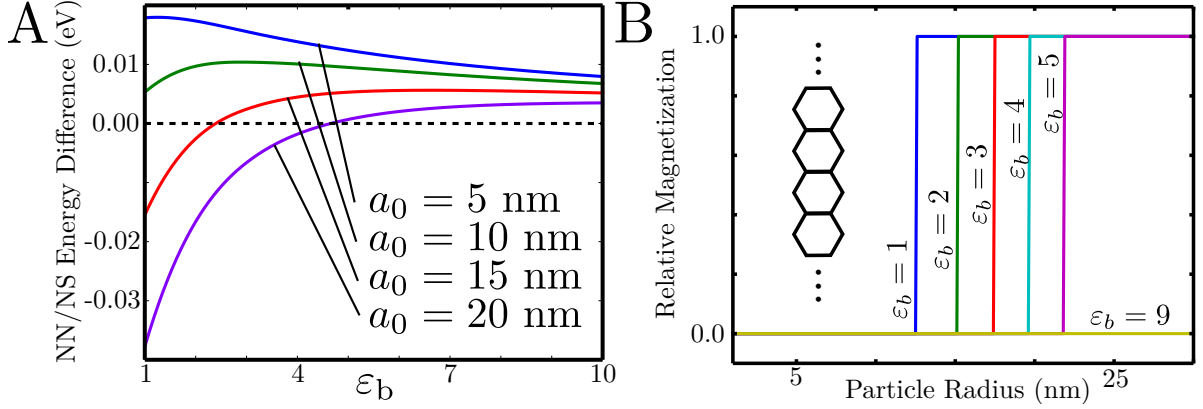 A
NN/NS Energy Difference (eV)
0.01
0.00
-0.02
-0.03
a₀ = 5 nm
a₀ = 10 nm
a₀ = 15 nm
a₀ = 20 nm
1
4
7
10
εb
B
Relative Magnetization
1.0
0.0
εb = 1
εb = 2
εb = 3
εb = 4
εb = 5
εb = 9
5
25
Particle Radius (nm)